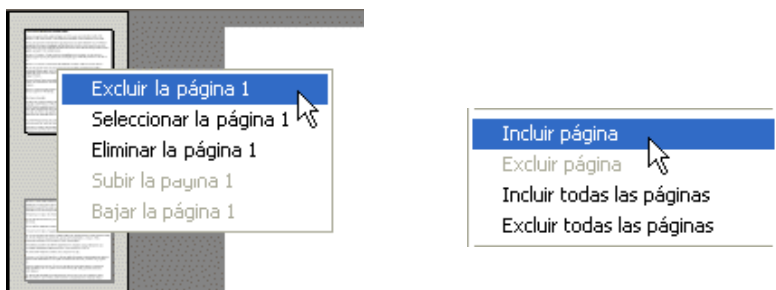 Excluir la página 1
Seleccionar la página 1
Eliminar la página 1
Subir la página 1
Bajar la página 1
Incluir página
Excluir página
Incluir todas las páginas
Excluir todas las páginas